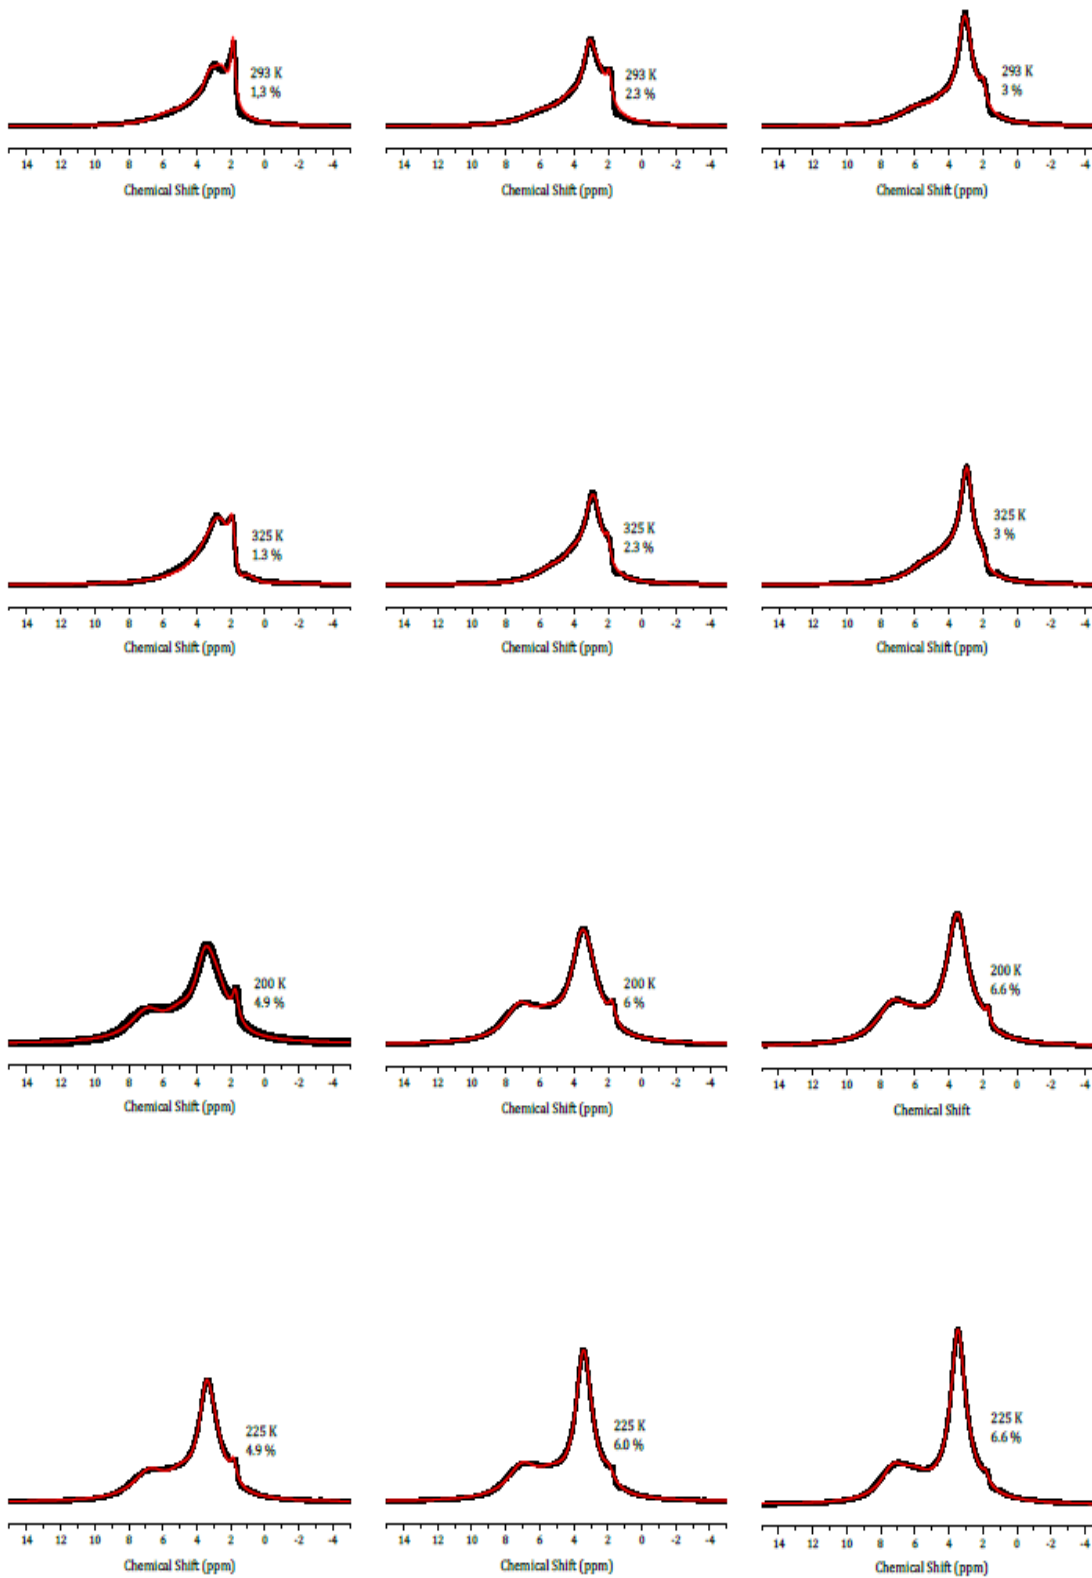 293 K
1,3 %
293 K
2.3 %
293 K
3 %
14 12 10 8 6 4 2 0 -2 -4
14 12 10 8 6 4 2 0 -2 -4
14 12 10 8 6 4 2 0 -2 -4
Chemical Shift (ppm)
Chemical Shift (ppm)
Chemical Shift (ppm)
325 K
1.3 %
325 K
2.3 %
325 K
3 %
14 12 10 8 6 4 2 0 -2 -4
14 12 10 8 6 4 2 0 -2 -4
14 12 10 8 6 4 2 0 -2 -4
Chemical Shift (ppm)
Chemical Shift (ppm)
Chemical Shift (ppm)
200 K
4.9 %
200 K
6 %
200 K
6.6 %
14 12 10 8 6 4 2 0 -2 -4
14 12 10 8 6 4 2 0 -2 -4
14 12 10 8 6 4 2 0 -2 -4
Chemical Shift (ppm)
Chemical Shift (ppm)
Chemical Shift
225 K
4.9 %
225 K
6.0 %
225 K
6.6 %
14 12 10 8 6 4 2 0 -2 -4
14 12 10 8 6 4 2 0 -2 -4
14 12 10 8 6 4 2 0 -2 -4
Chemical Shift (ppm)
Chemical Shift (ppm)
Chemical Shift (ppm)